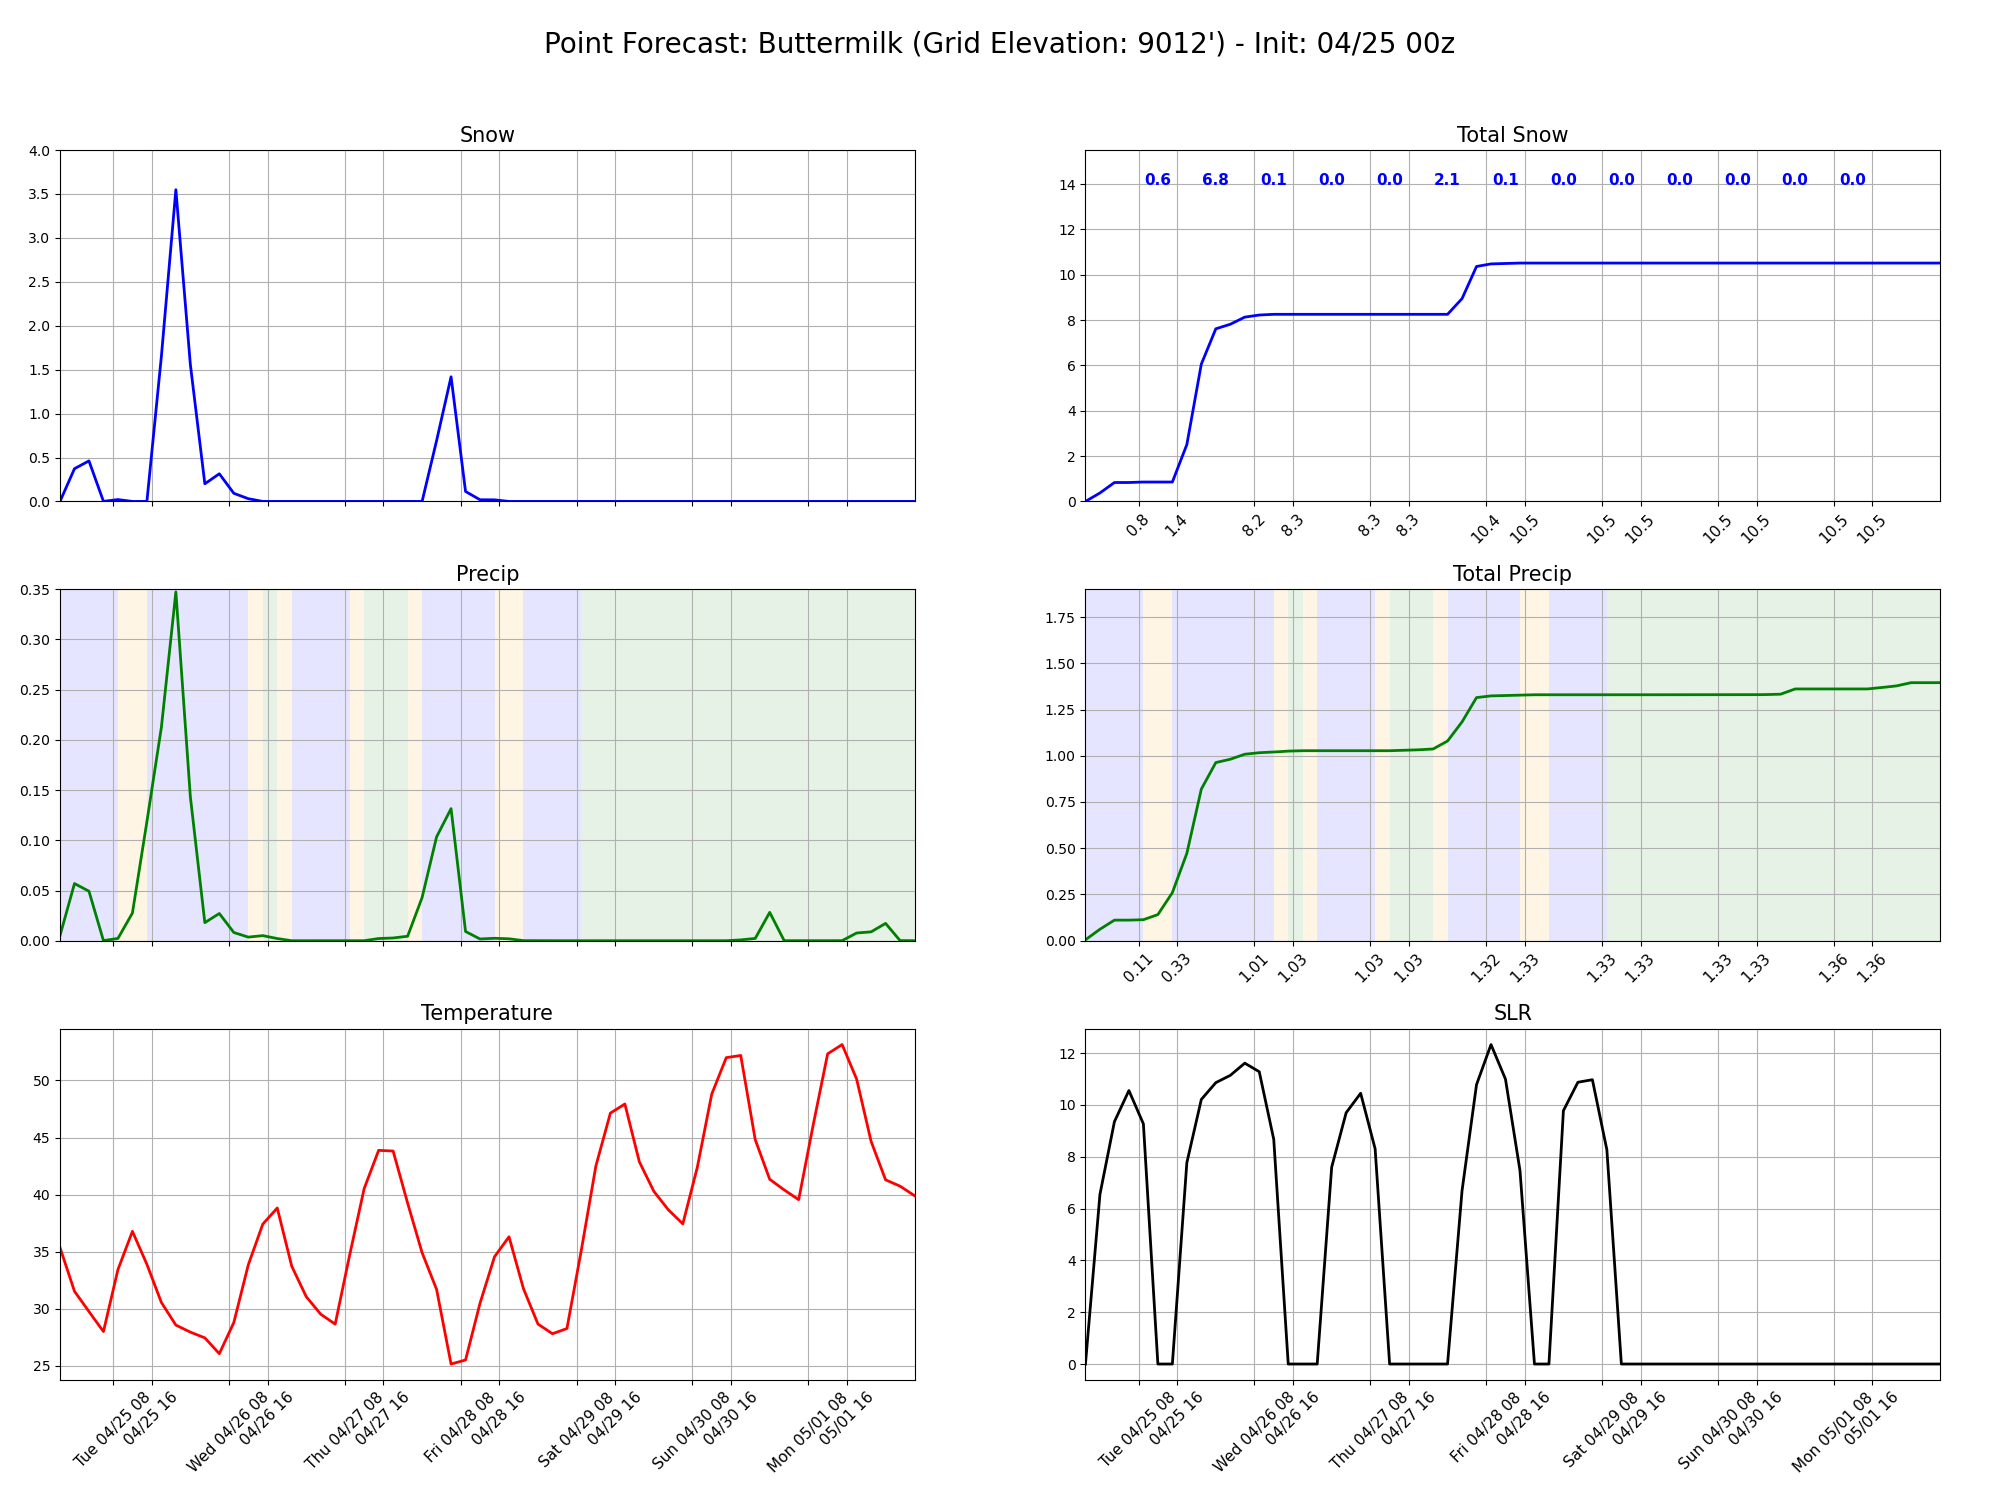 Point Forecast: Buttermilk (Grid Elevation: 9012') - Init: 04/25 00z
Snow
4.0
3.5
3.0
2.5
2.0
1.5
1.0
0.5
0.0
Total Snow
0.6 6.8 0.1 0.0 0.0 2.1 0.1 0.0 0.0 0.0 0.0 0.0 0.0
14
12
10
8
6
4
2
0
0.8 1.4 8.2 8.3 8.3 8.3 10.4 10.5 10.5 10.5 10.5 10.5 10.5 10.5
Precip
0.35
0.30
0.25
0.20
0.15
0.10
0.05
0.00
Total Precip
1.75
1.50
1.25
1.00
0.75
0.50
0.25
0.00
0.11 0.33 1.01 1.03 1.03 1.03 1.32 1.33 1.33 1.33 1.33 1.33 1.36 1.36
Temperature
50
45
40
35
30
25
Tue 04/25 08
04/25 16
Wed 04/26 08
04/26 16
Thu 04/27 08
04/27 16
Fri 04/28 08
04/28 16
Sat 04/29 08
04/29 16
Sun 04/30 08
04/30 16
Mon 05/01 08
05/01 16
SLR
12
10
8
6
4
2
0
Tue 04/25 08
04/25 16
Wed 04/26 08
04/26 16
Thu 04/27 08
04/27 16
Fri 04/28 08
04/28 16
Sat 04/29 08
04/29 16
Sun 04/30 08
04/30 16
Mon 05/01 08
05/01 16